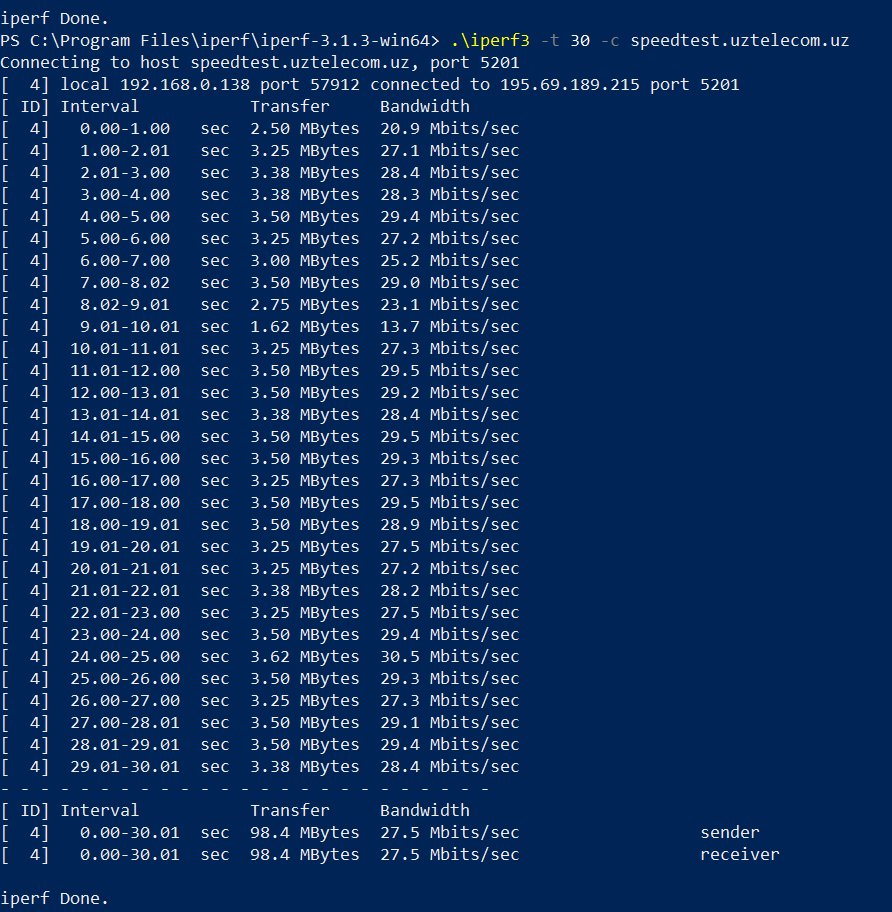 iperf Done.
PS C:\Program Files\iperf\iperf-3.1.3-win64> .\iperf3 -t 30 -c speedtest.uztelecom.uz
Connecting to host speedtest.uztelecom.uz, port 5201
[  4] local 192.168.0.138 port 57912 connected to 195.69.189.215 port 5201
[ ID] Interval           Transfer     Bandwidth
[  4]   0.00-1.00   sec  2.50 MBytes  20.9 Mbits/sec
[  4]   1.00-2.01   sec  3.25 MBytes  27.1 Mbits/sec
[  4]   2.01-3.00   sec  3.38 MBytes  28.4 Mbits/sec
[  4]   3.00-4.00   sec  3.38 MBytes  28.3 Mbits/sec
[  4]   4.00-5.00   sec  3.50 MBytes  29.4 Mbits/sec
[  4]   5.00-6.00   sec  3.25 MBytes  27.2 Mbits/sec
[  4]   6.00-7.00   sec  3.00 MBytes  25.2 Mbits/sec
[  4]   7.00-8.02   sec  3.50 MBytes  29.0 Mbits/sec
[  4]   8.02-9.01   sec  2.75 MBytes  23.1 Mbits/sec
[  4]   9.01-10.01  sec  1.62 MBytes  13.7 Mbits/sec
[  4]  10.01-11.01  sec  3.25 MBytes  27.3 Mbits/sec
[  4]  11.01-12.00  sec  3.50 MBytes  29.5 Mbits/sec
[  4]  12.00-13.01  sec  3.50 MBytes  29.2 Mbits/sec
[  4]  13.01-14.01  sec  3.38 MBytes  28.4 Mbits/sec
[  4]  14.01-15.00  sec  3.50 MBytes  29.5 Mbits/sec
[  4]  15.00-16.00  sec  3.50 MBytes  29.3 Mbits/sec
[  4]  16.00-17.00  sec  3.25 MBytes  27.3 Mbits/sec
[  4]  17.00-18.00  sec  3.50 MBytes  29.5 Mbits/sec
[  4]  18.00-19.01  sec  3.50 MBytes  28.9 Mbits/sec
[  4]  19.01-20.01  sec  3.25 MBytes  27.5 Mbits/sec
[  4]  20.01-21.01  sec  3.25 MBytes  27.2 Mbits/sec
[  4]  21.01-22.01  sec  3.38 MBytes  28.2 Mbits/sec
[  4]  22.01-23.00  sec  3.25 MBytes  27.5 Mbits/sec
[  4]  23.00-24.00  sec  3.50 MBytes  29.4 Mbits/sec
[  4]  24.00-25.00  sec  3.62 MBytes  30.5 Mbits/sec
[  4]  25.00-26.00  sec  3.50 MBytes  29.3 Mbits/sec
[  4]  26.00-27.00  sec  3.25 MBytes  27.3 Mbits/sec
[  4]  27.00-28.01  sec  3.50 MBytes  29.1 Mbits/sec
[  4]  28.01-29.01  sec  3.50 MBytes  29.4 Mbits/sec
[  4]  29.01-30.01  sec  3.38 MBytes  28.4 Mbits/sec
- - - - - - - - - - - - - - - - - - - - - - - - -
[ ID] Interval           Transfer     Bandwidth
[  4]   0.00-30.01  sec  98.4 MBytes  27.5 Mbits/sec                  sender
[  4]   0.00-30.01  sec  98.4 MBytes  27.5 Mbits/sec                  receiver
iperf Done.